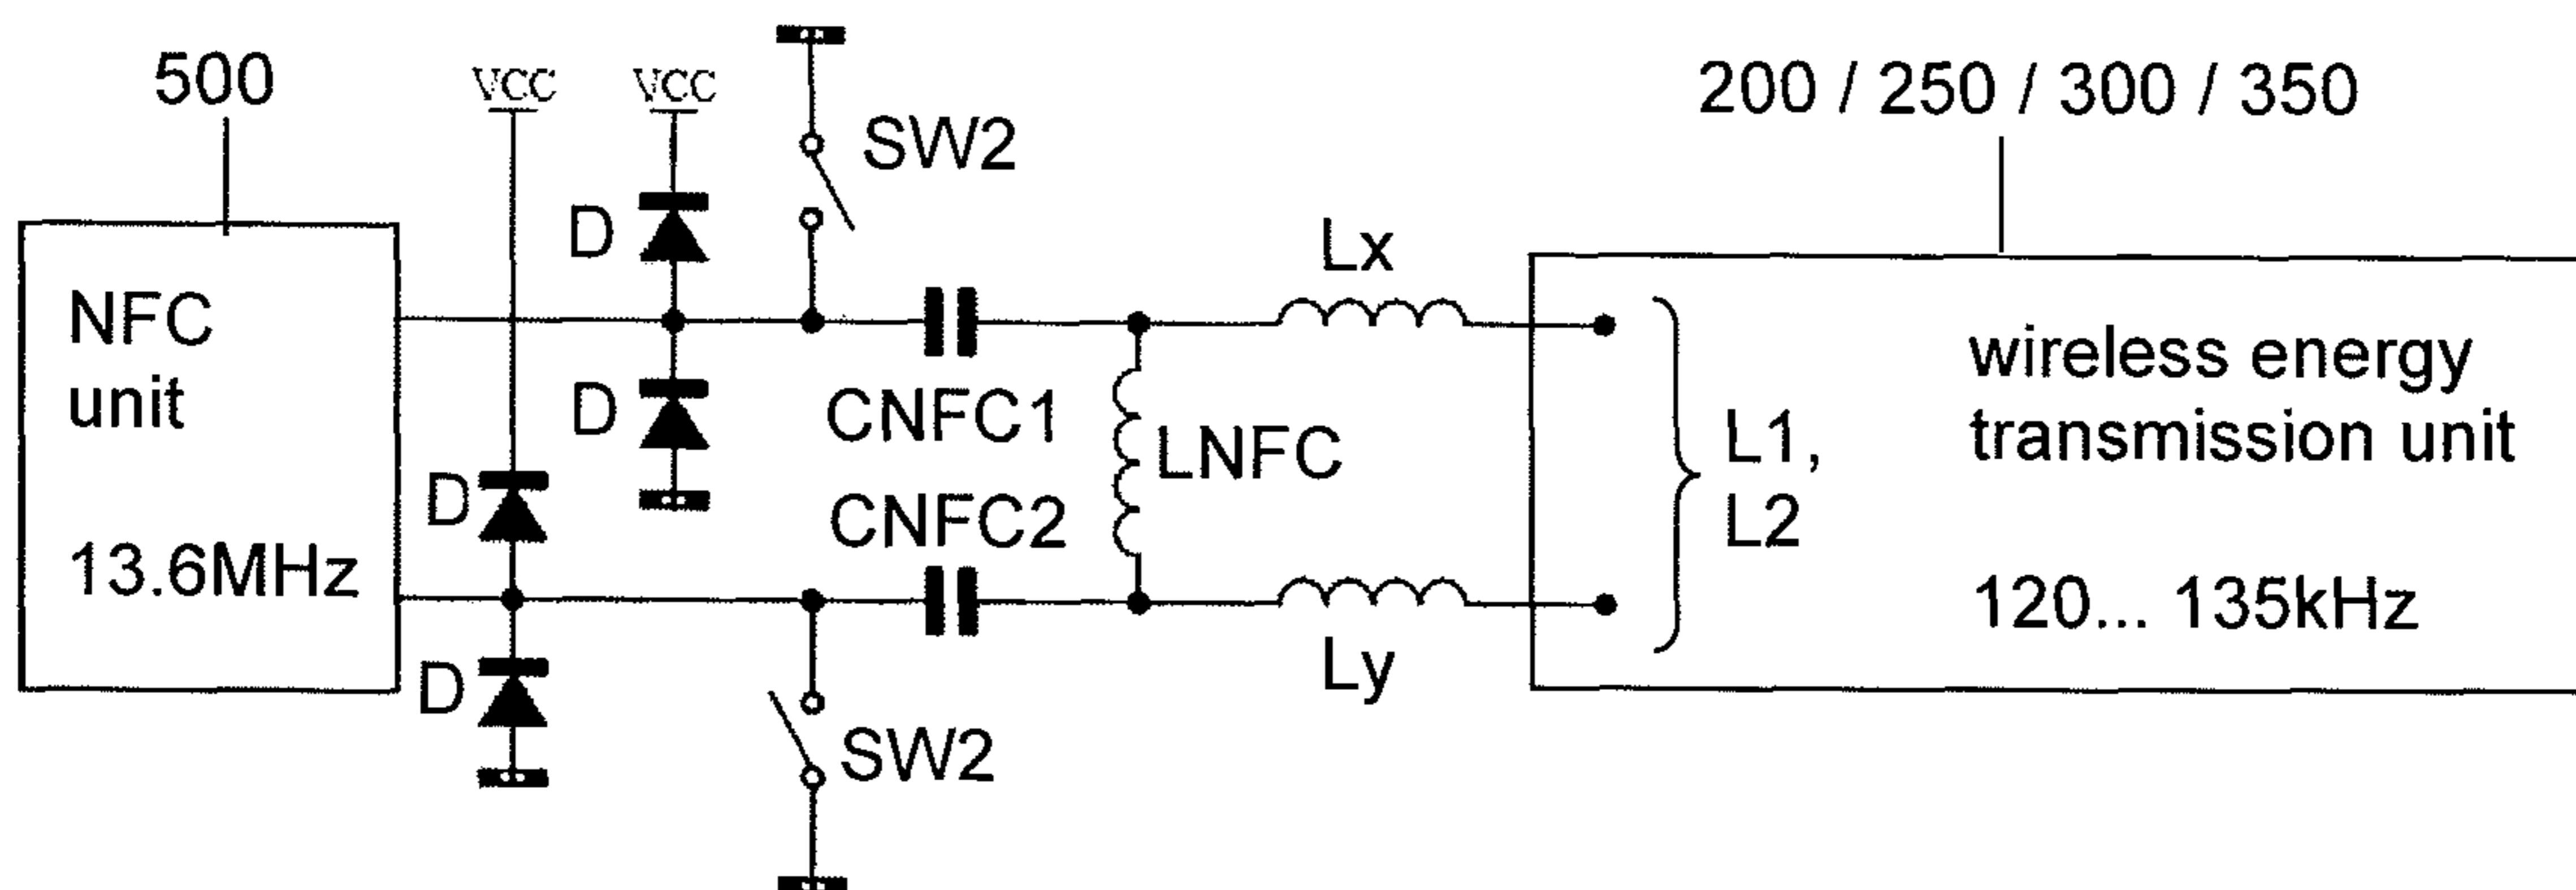 500
VCC
VCC
SW2
200 / 250 / 300 / 350
D
Lx
NFC
unit
D
CNFC1
LNFC
L1,
L2
wireless energy
transmission unit
D
CNFC2
13.6MHz
120... 135kHz
D
Ly
SW2